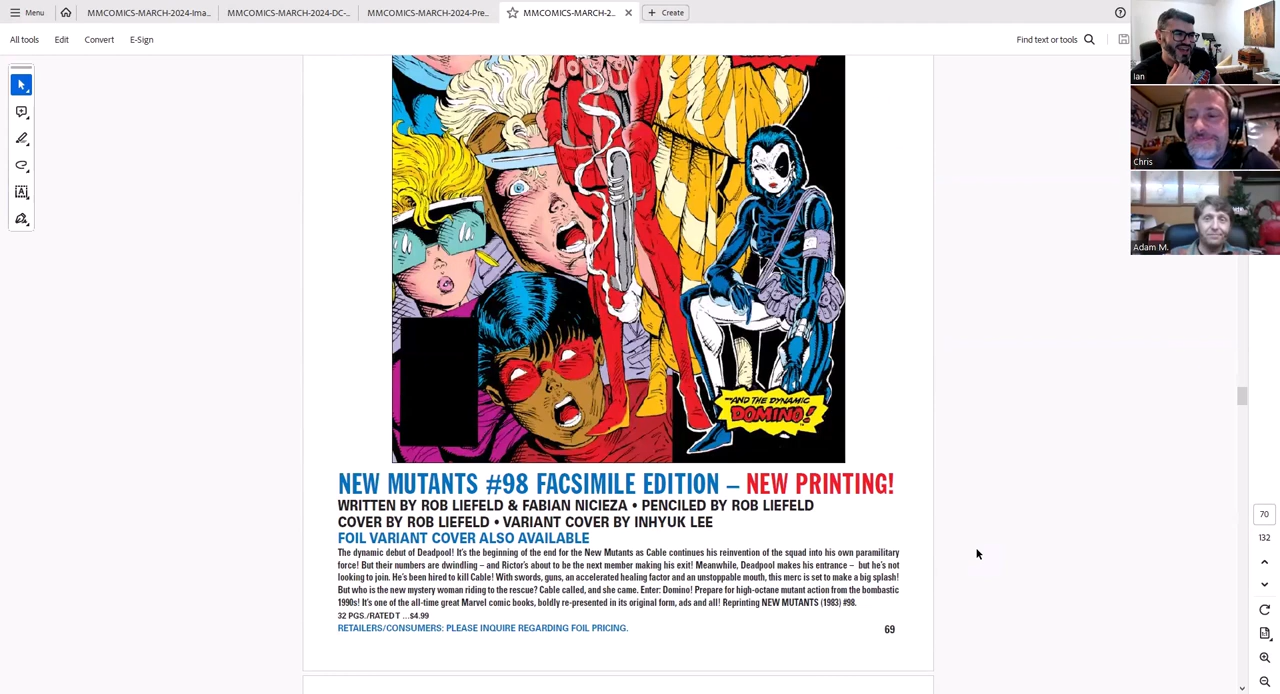 Menu
MMCOMICS-MARCH-2024-Ima...
MMCOMICS-MARCH-2024-DC-...
MMCOMICS-MARCH-2024-Pre...
MMCOMICS-MARCH-2...
Create
All tools
Edit
Convert
E-Sign
Find text or tools
Ian
Chris
Adam M.
—AND THE DYNAMIC
DOMINO!
NEW MUTANTS #98 FACSIMILE EDITION – NEW PRINTING!
WRITTEN BY ROB LIEFELD & FABIAN NICIEZA • PENCILED BY ROB LIEFELD
COVER BY ROB LIEFELD • VARIANT COVER BY INHYUK LEE
FOIL VARIANT COVER ALSO AVAILABLE
The dynamic debut of Deadpool! It's the beginning of the end for the New Mutants as Cable continues his reinvention of the squad into his own paramilitary
force! But their numbers are dwindling – and Rictor's about to be the next member making his exit! Meanwhile, Deadpool makes his entrance – but he's not
looking to join. He's been hired to kill Cable! With swords, guns, an accelerated healing factor and an unstoppable mouth, this merc is set to make a big splash!
But who is the new mystery woman riding to the rescue? Cable called, and she came. Enter: Domino! Prepare for high-octane mutant action from the bombastic
1990s! It's one of the all-time great Marvel comic books, boldly re-presented in its original form, ads and all! Reprinting NEW MUTANTS (1983) #98.
32 PGS./RATED T ...$4.99
RETAILERS/CONSUMERS: PLEASE INQUIRE REGARDING FOIL PRICING.
69
70
132